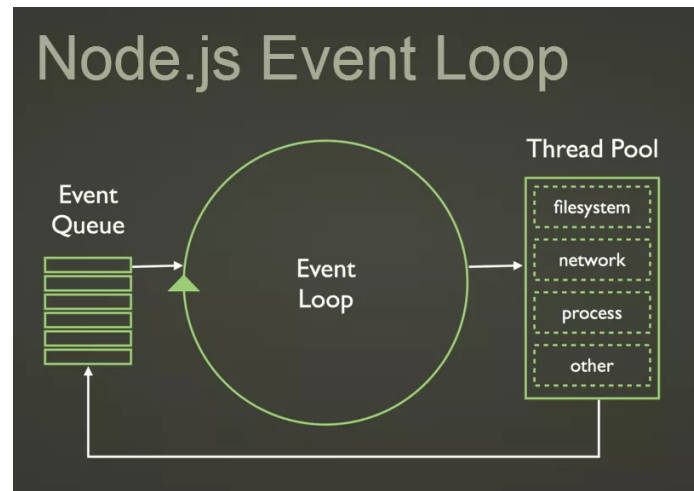 Node.js Event Loop
Event
Queue
Event
Loop
Thread Pool
filesystem
network
process
other